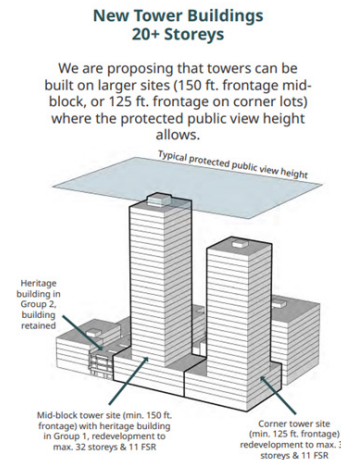 New Tower Buildings
20+ Storeys
We are proposing that towers can be
built on larger sites (150 ft. frontage mid-
block, or 125 ft. frontage on corner lots)
where the protected public view height
allows.
Typical protected public view height
Heritage
building in
Group 2,
building
retained
Mid-block tower site (min. 150 ft.
frontage) with heritage building
in Group 1, redevelopment to
max. 32 storeys & 11 FSR
Corner tower site
(min. 125 ft. frontage)
redevelopment to max.
storeys & 11 FSR